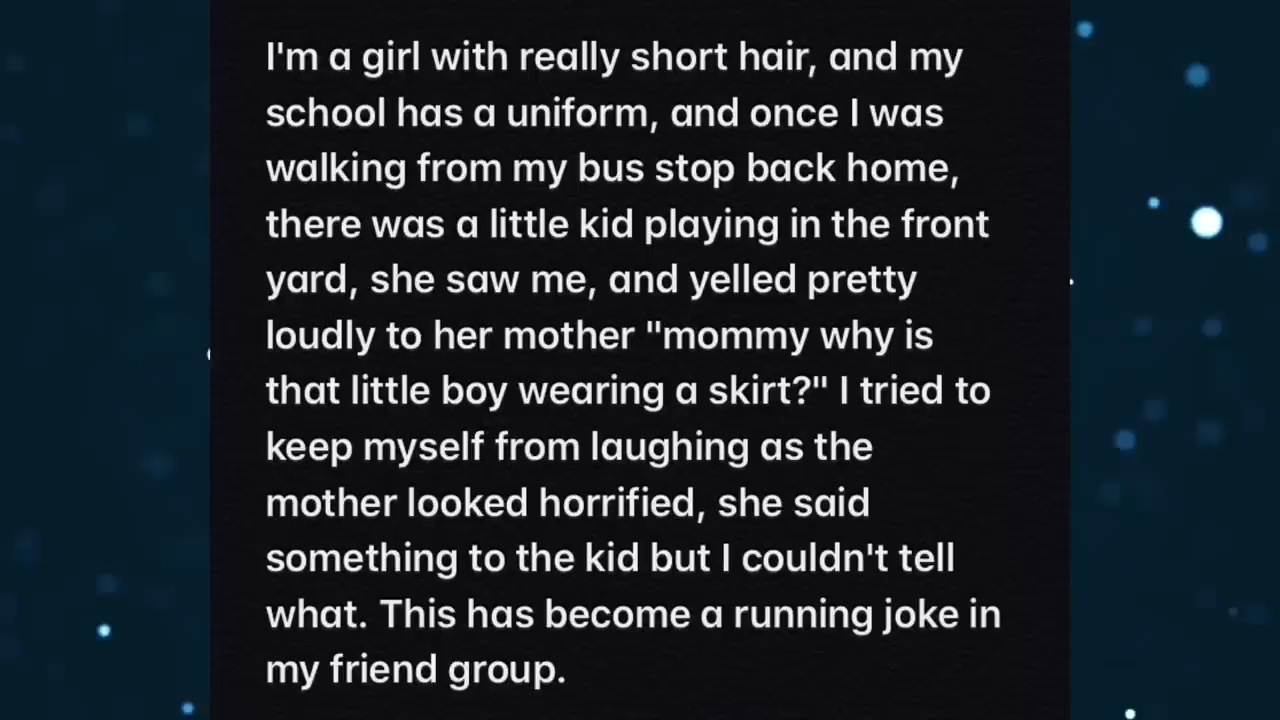 I'm a girl with really short hair, and my
school has a uniform, and once I was
walking from my bus stop back home,
there was a little kid playing in the front
yard, she saw me, and yelled pretty
loudly to her mother "mommy why is
that little boy wearing a skirt?" I tried to
keep myself from laughing as the
mother looked horrified, she said
something to the kid but I couldn't tell
what. This has become a running joke in
my friend group.